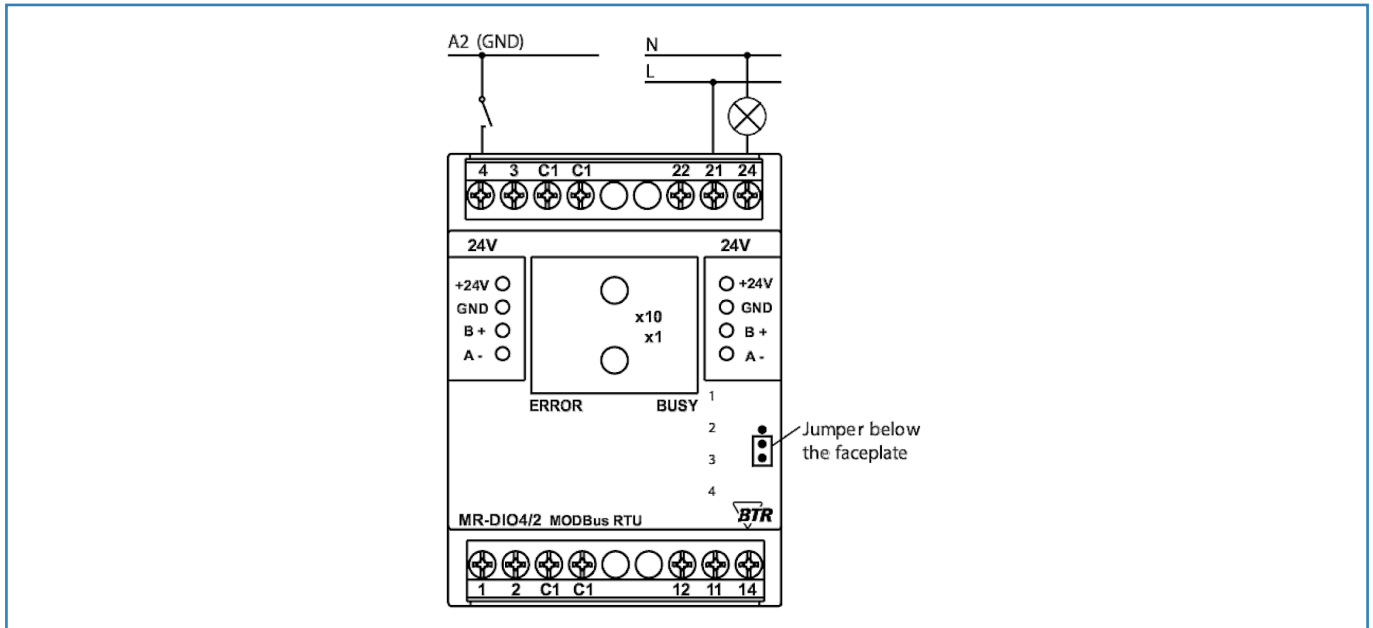 A2 (GND)
N
L
4 3 C1 C1 22 21 24
24V 24V
+24V +24V
GND GND
B + B +
A - A -
x10
x1
ERROR BUSY
1
2
3
4
Jumper below
the faceplate
MR-DIO4/2 MODBus RTU
BTR
1 2 C1 C1 12 11 14